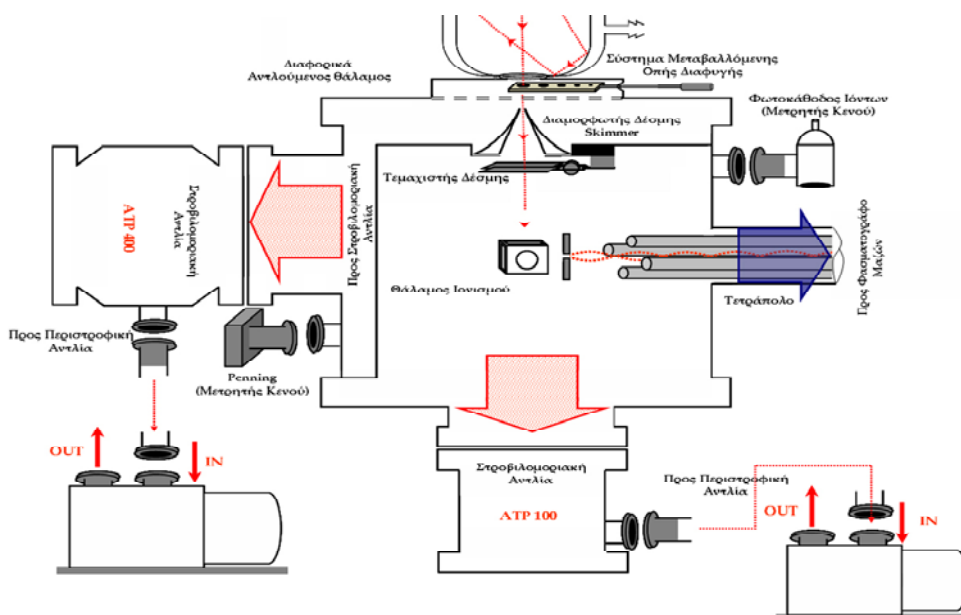 Διαφορικά
Αντλούμενος Θάλαμος
Σύστημα Μεταβαλλόμενης
Οπής Διαφυγής
Φωτοκάθοδος Ιόντων
(Μετρητής Κενού)
Διαμορφωτής Δέσμης
Skimmer
Τεμαχιστής Δέσμης
Στροβιλομοριακή
Αντλία
ATP 400
Προς Στροβιλομοριακή
Αντλία
Θάλαμος Ιονισμού
Τετράπολο
Προς Φασματογράφο
Μαζών
Προς Περιστροφική
Αντλία
Penning
(Μετρητής Κενού)
OUT
IN
Στροβιλομοριακή
Αντλία
ATP 100
Προς Περιστροφική
Αντλία
OUT
IN